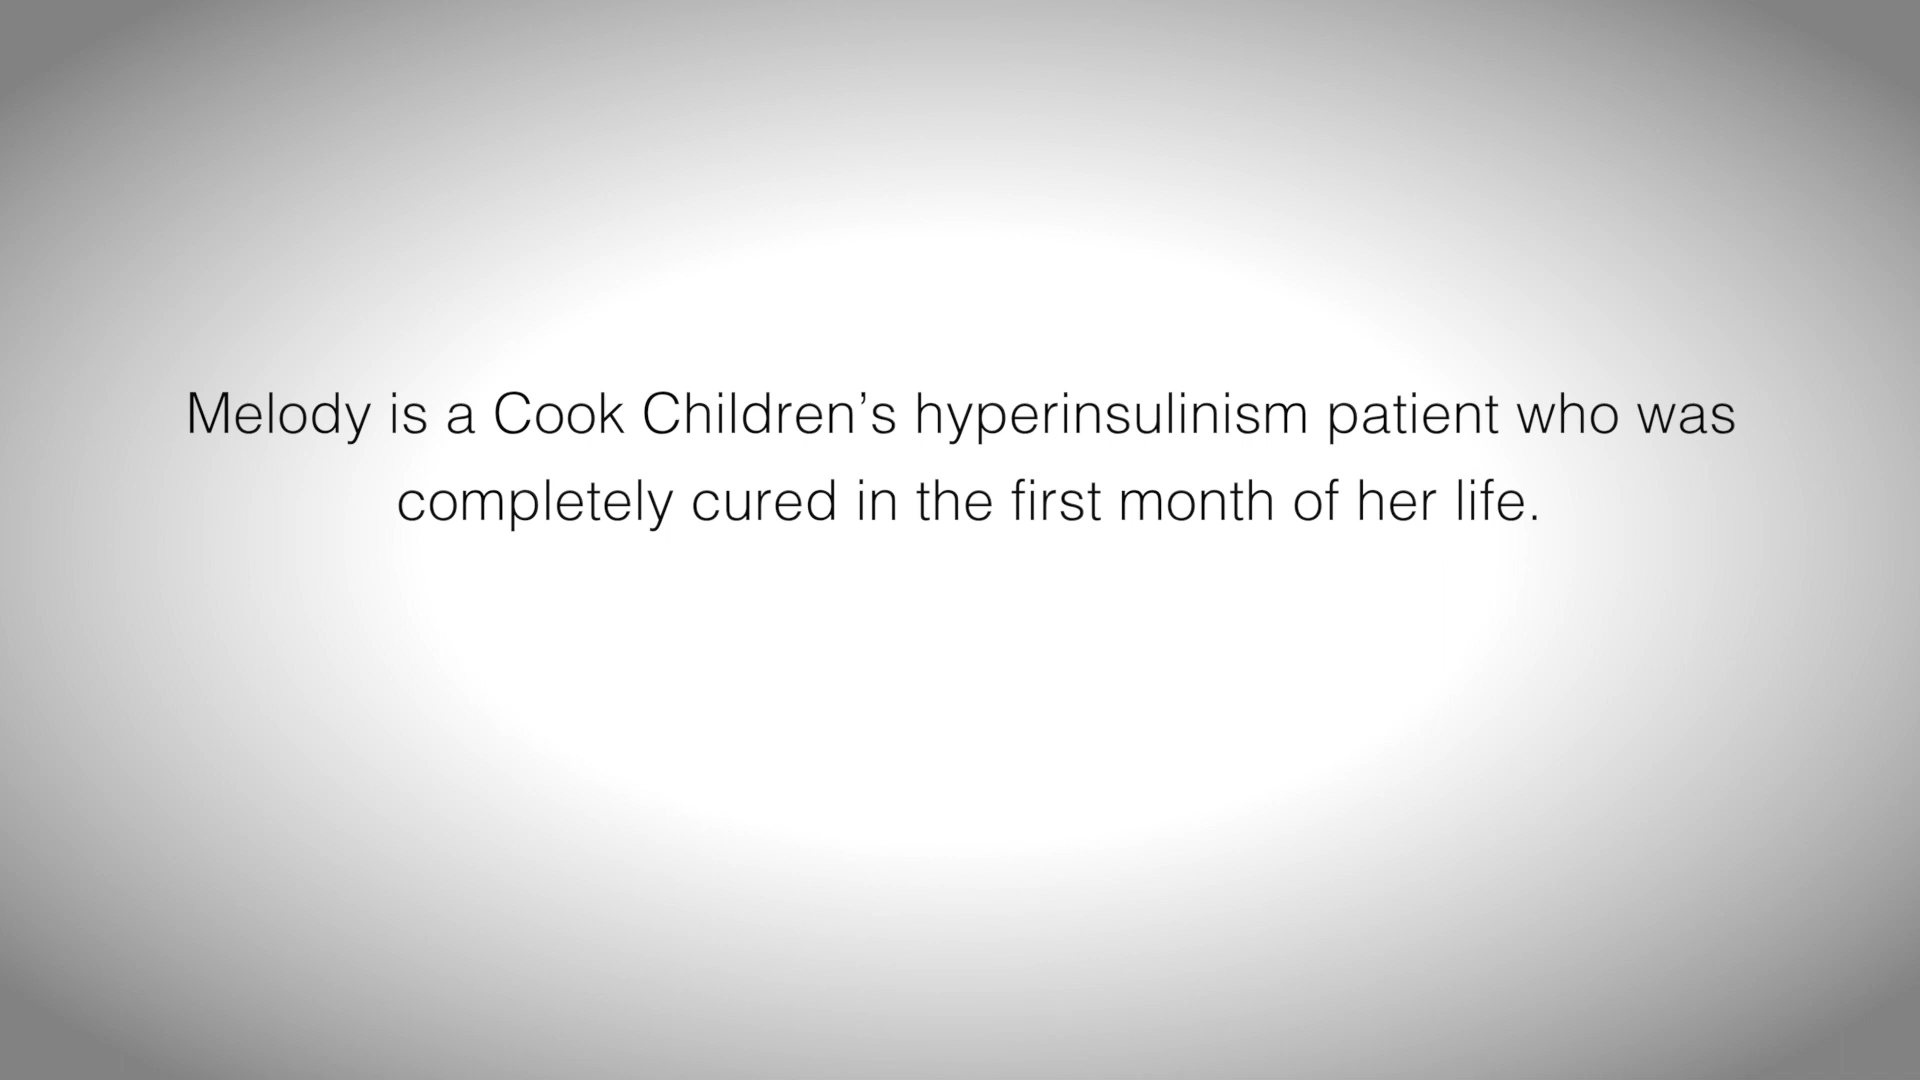 Melody is a Cook Children’s hyperinsulinism patient who was
completely cured in the first month of her life.